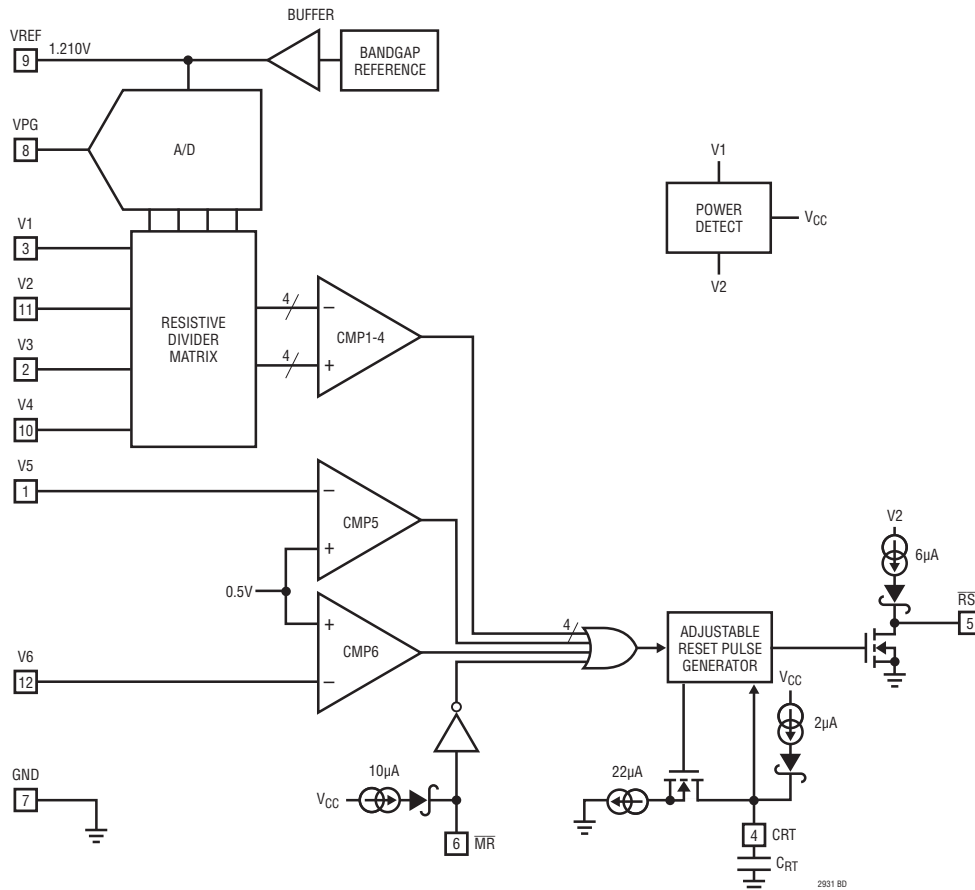 BUFFER
VREF
9
1.210V
BANDGAP
REFERENCE
VPG
8
A/D
V1
3
V2
11
V3
2
V4
10
RESISTIVE
DIVIDER
MATRIX
4
4
−
+
CMP1-4
V1
POWER
DETECT
VCC
V2
V5
1
−
+
CMP5
0.5V
+
−
CMP6
V6
12
GND
7
4
ADJUSTABLE
RESET PULSE
GENERATOR
V2
6µA
RS
5
VCC
2µA
22µA
10µA
VCC
6
MR
4
CRT
CRT
2931 BD